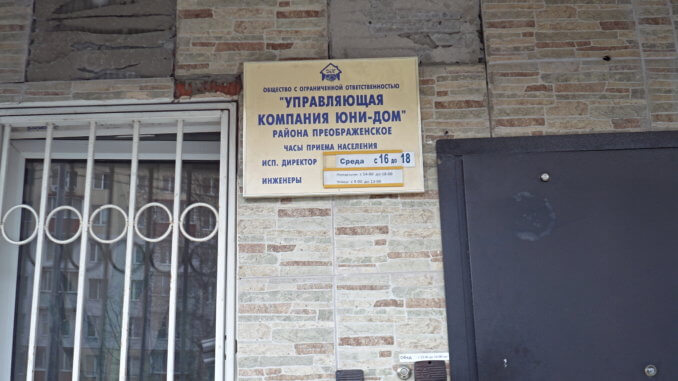 ОБЩЕСТВО С ОГРАНИЧЕННОЙ ОТВЕТСТВЕННОСТЬЮ
"УПРАВЛЯЮЩАЯ
КОМПАНИЯ ЮНИ-ДОМ"
РАЙОНА ПРЕОБРАЖЕНСКОЕ
ЧАСЫ ПРИЕМА НАСЕЛЕНИЯ
ИСП. ДИРЕКТОР Среда с 16 до 18
ИНЖЕНЕРЫ